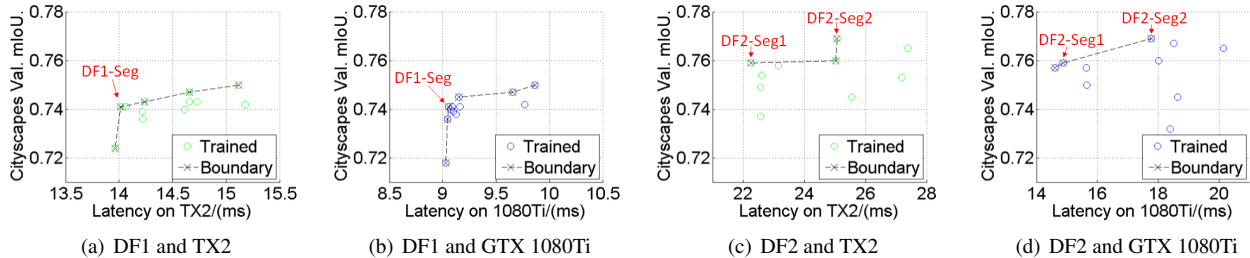 Cityscapes Val. mIoU.
0.78
0.76
0.74
0.72
DF1-Seg
Trained
Boundary
13.5 14 14.5 15 15.5
Latency on TX2/(ms)
(a) DF1 and TX2
Cityscapes Val. mIoU.
0.78
0.76
0.74
0.72
DF1-Seg
Trained
Boundary
8.5 9 9.5 10 10.5
Latency on 1080Ti/(ms)
(b) DF1 and GTX 1080Ti
Cityscapes Val. mIoU.
0.78
0.76
0.74
0.72
DF2-Seg2
DF2-Seg1
Trained
Boundary
22 24 26 28
Latency on TX2/(ms)
(c) DF2 and TX2
Cityscapes Val. mIoU.
0.78
0.76
0.74
0.72
DF2-Seg2
DF2-Seg1
Trained
Boundary
14 16 18 20
Latency on 1080Ti/(ms)
(d) DF2 and GTX 1080Ti